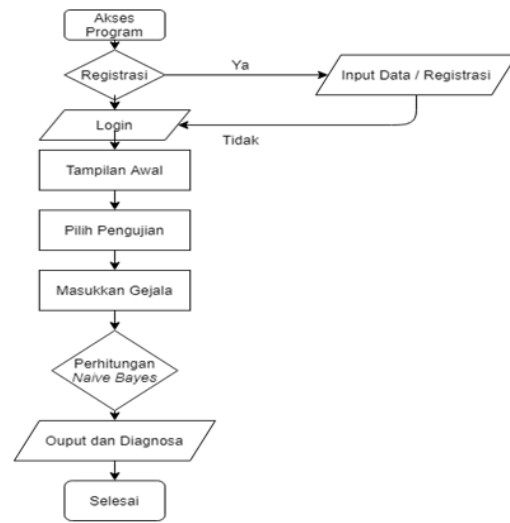 Akses
Program
Registrasi
Ya
Input Data / Registrasi
Login
Tidak
Tampilan Awal
Pilih Pengujian
Masukkan Gejala
Perhitungan
Naive Bayes
Ouput dan Diagnosa
Selesai